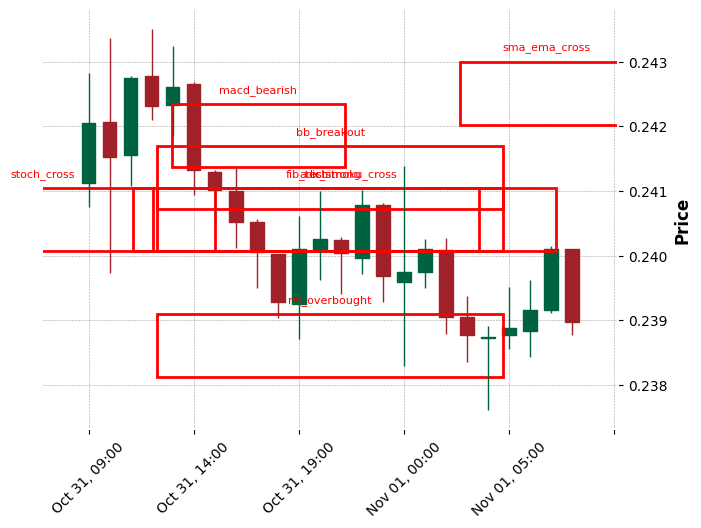 sma_ema_cross
0.243
macd_bearish
0.242
bb_breakout
stoch_cross
0.241
0.240
Price
rsi_overbought
0.239
0.238
Oct 31, 09:00
Oct 31, 14:00
Oct 31, 19:00
Nov 01, 00:00
Nov 01, 05:00